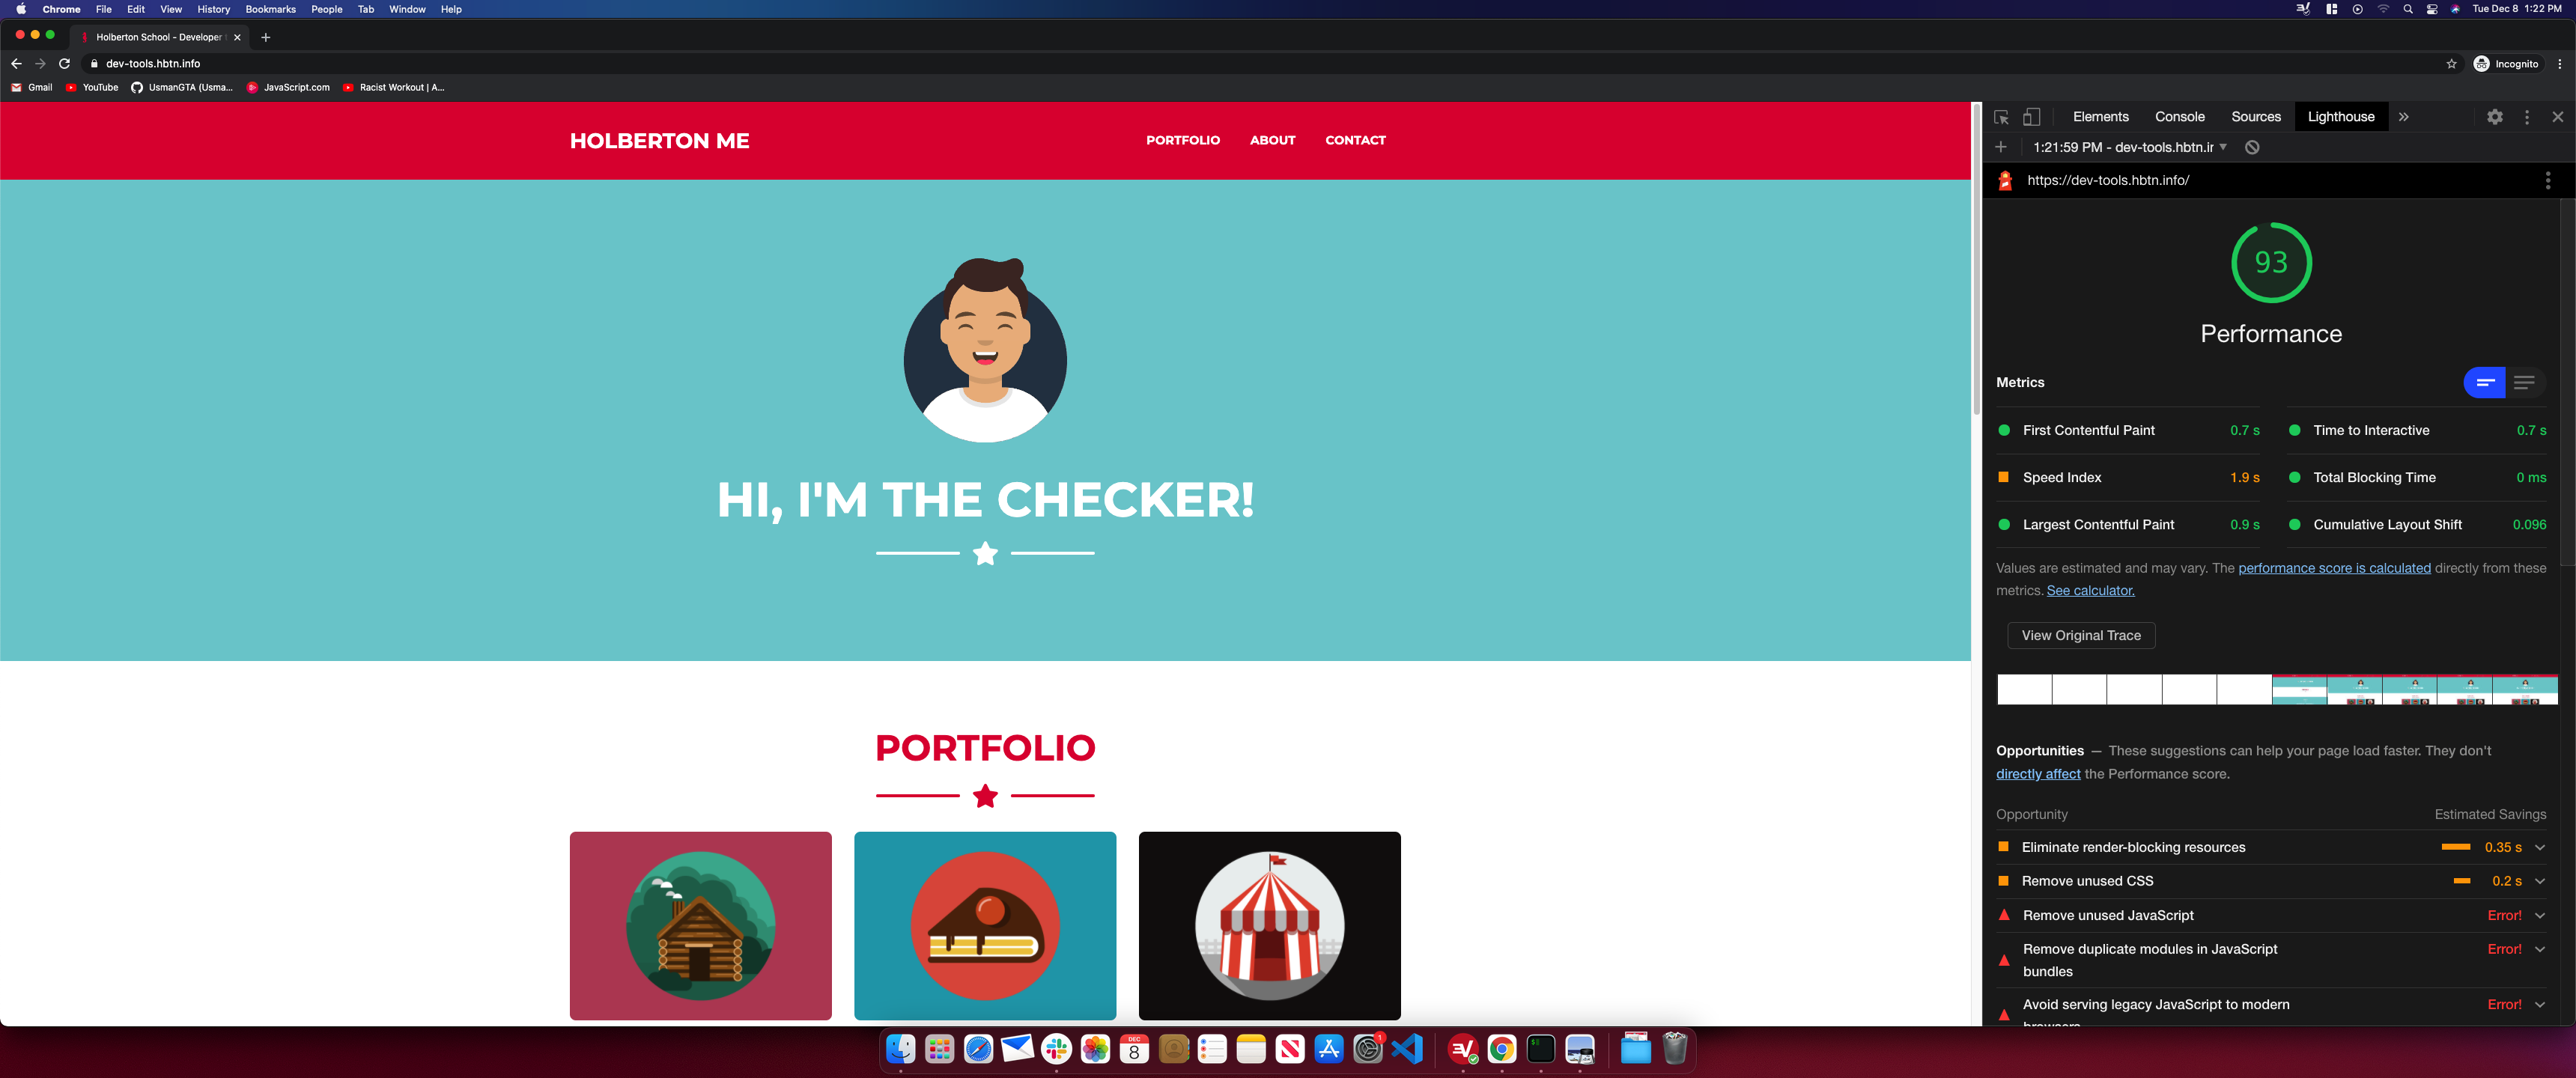 Chrome File Edit View History Bookmarks People Tab Window Help Tue Dec 8 1:22 PM
Holberton School - Developer
dev-tools.hbtn.info Incognito
Gmail YouTube UsmanGTA (Usma... JavaScript.com Racist Workout | A...
HOLBERTON ME PORTFOLIO ABOUT CONTACT
HI, I'M THE CHECKER!
PORTFOLIO
Elements Console Sources Lighthouse »
1:21:59 PM - dev-tools.hbtn.ir
https://dev-tools.hbtn.info/
93
Performance
Metrics
First Contentful Paint 0.7 s Time to Interactive 0.7 s
Speed Index 1.9 s Total Blocking Time 0 ms
Largest Contentful Paint 0.9 s Cumulative Layout Shift 0.096
Values are estimated and may vary. The performance score is calculated directly from these
metrics. See calculator.
View Original Trace
Opportunities — These suggestions can help your page load faster. They don't
directly affect the Performance score.
Opportunity Estimated Savings
Eliminate render-blocking resources 0.35 s
Remove unused CSS 0.2 s
Remove unused JavaScript Error!
Remove duplicate modules in JavaScript Error!
bundles
Avoid serving legacy JavaScript to modern Error!
browsers
DEC
8
1